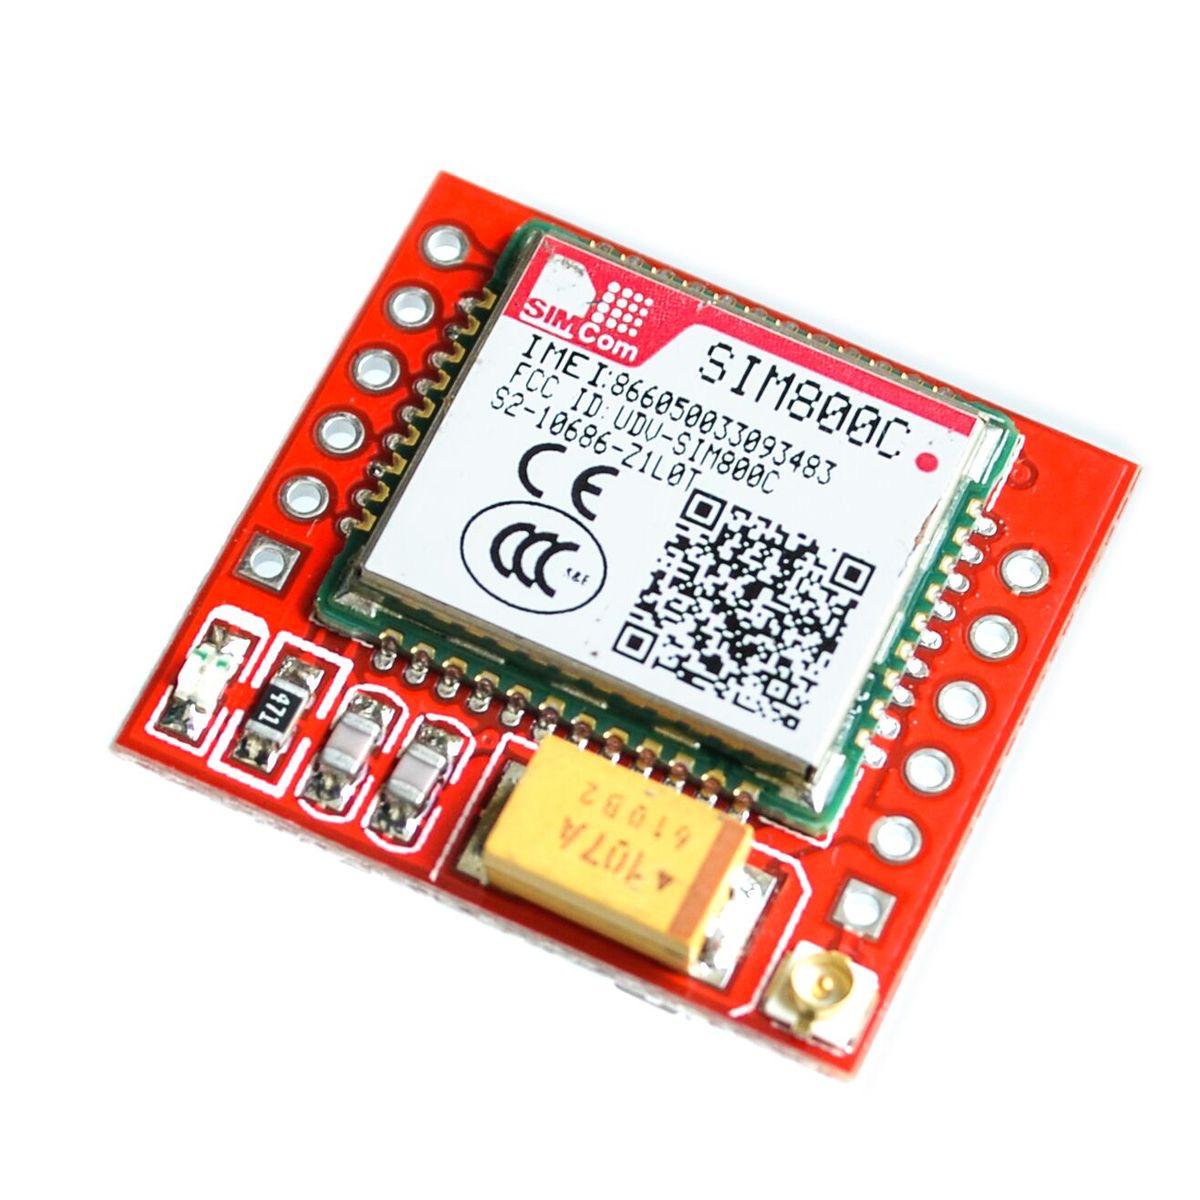 SIMCom
SIM800C
IMEI:866050033093483
FCC ID:UDV-SIM800C
S2-10686-Z1L0T
CE
CCC
S&E
471
107A
610B2